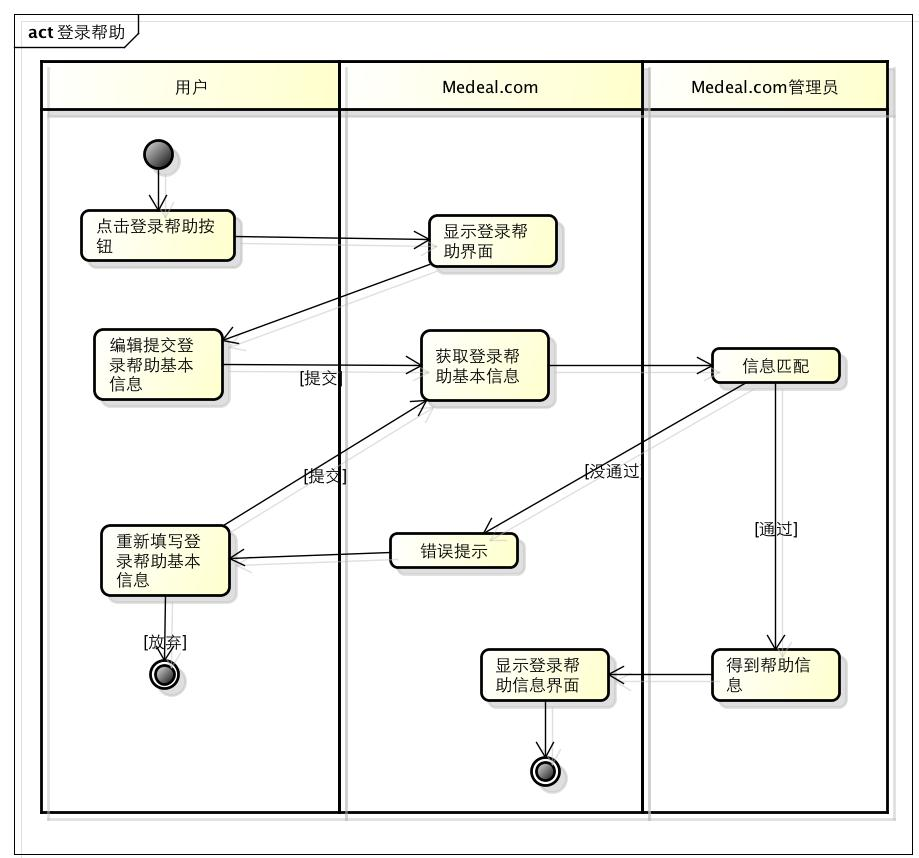 act 登录帮助
用户
Medeal.com
Medeal.com管理员
点击登录帮助按
钮
显示登录帮
助界面
编辑提交登
录帮助基本
信息
[提交]
获取登录帮
助基本信息
信息匹配
[提交]
[没通过]
重新填写登
录帮助基本
信息
错误提示
[通过]
[放弃]
显示登录帮
助信息界面
得到帮助信
息